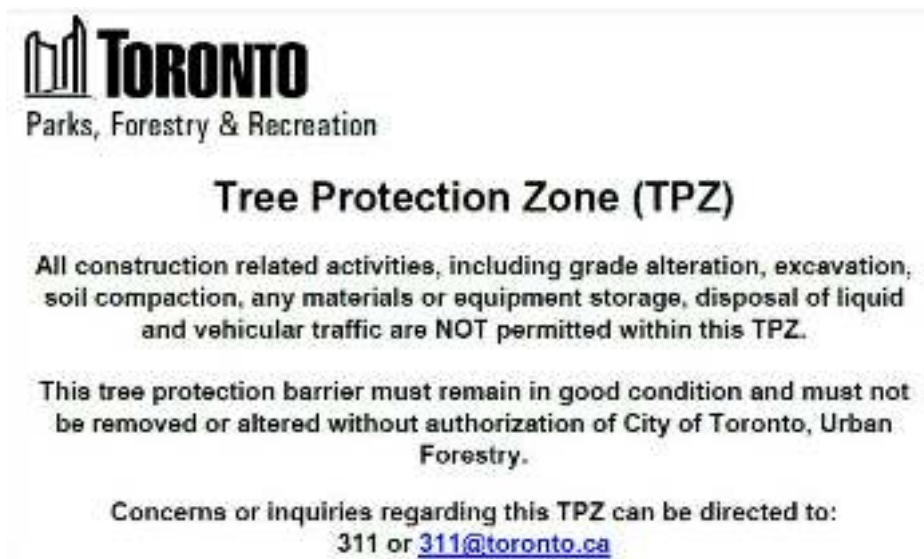 TORONTO
Parks, Forestry & Recreation
Tree Protection Zone (TPZ)
All construction related activities, including grade alteration, excavation,
soil compaction, any materials or equipment storage, disposal of liquid
and vehicular traffic are NOT permitted within this TPZ.
This tree protection barrier must remain in good condition and must not
be removed or altered without authorization of City of Toronto, Urban
Forestry.
Concerns or inquiries regarding this TPZ can be directed to:
311 or 311@toronto.ca